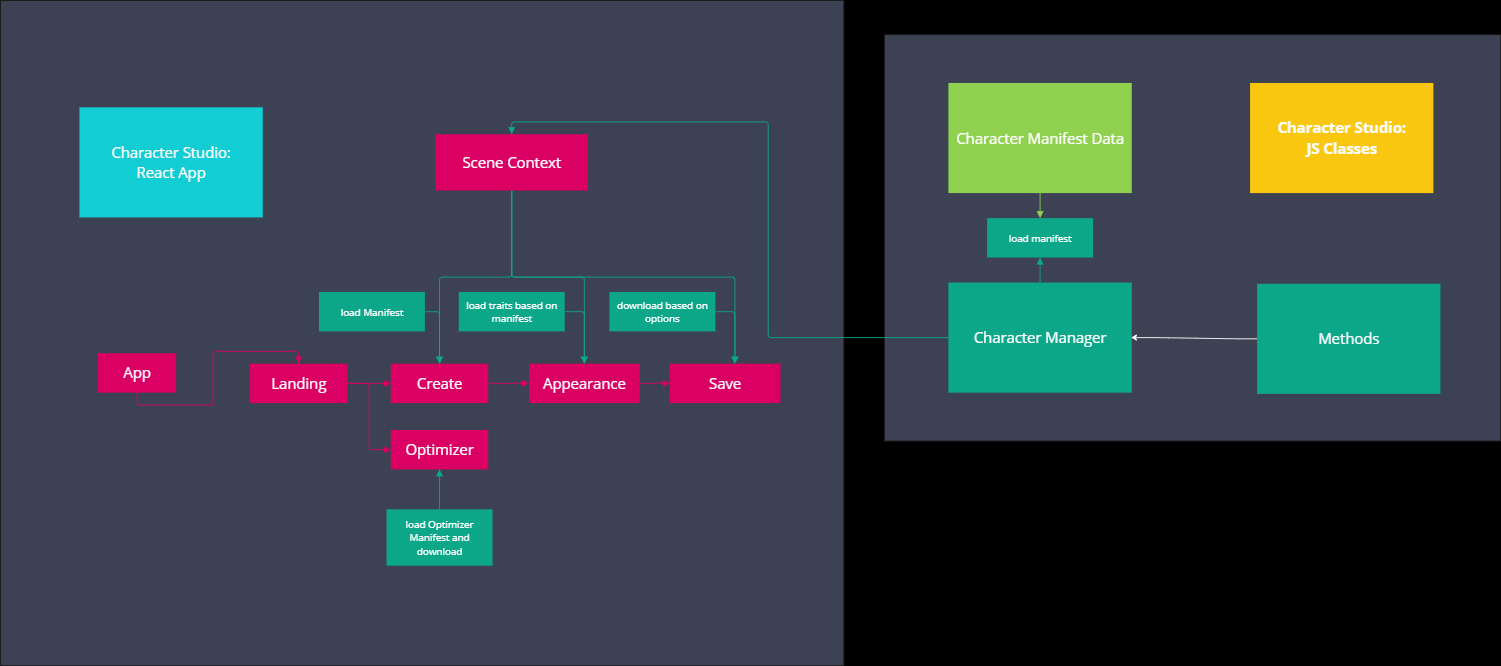 Character Studio:
React App
Scene Context
load Manifest
load traits based on
manifest
download based on
options
App
Landing
Create
Appearance
Save
Optimizer
load Optimizer
Manifest and
download
Character Manifest Data
Character Studio:
JS Classes
load manifest
Character Manager
Methods